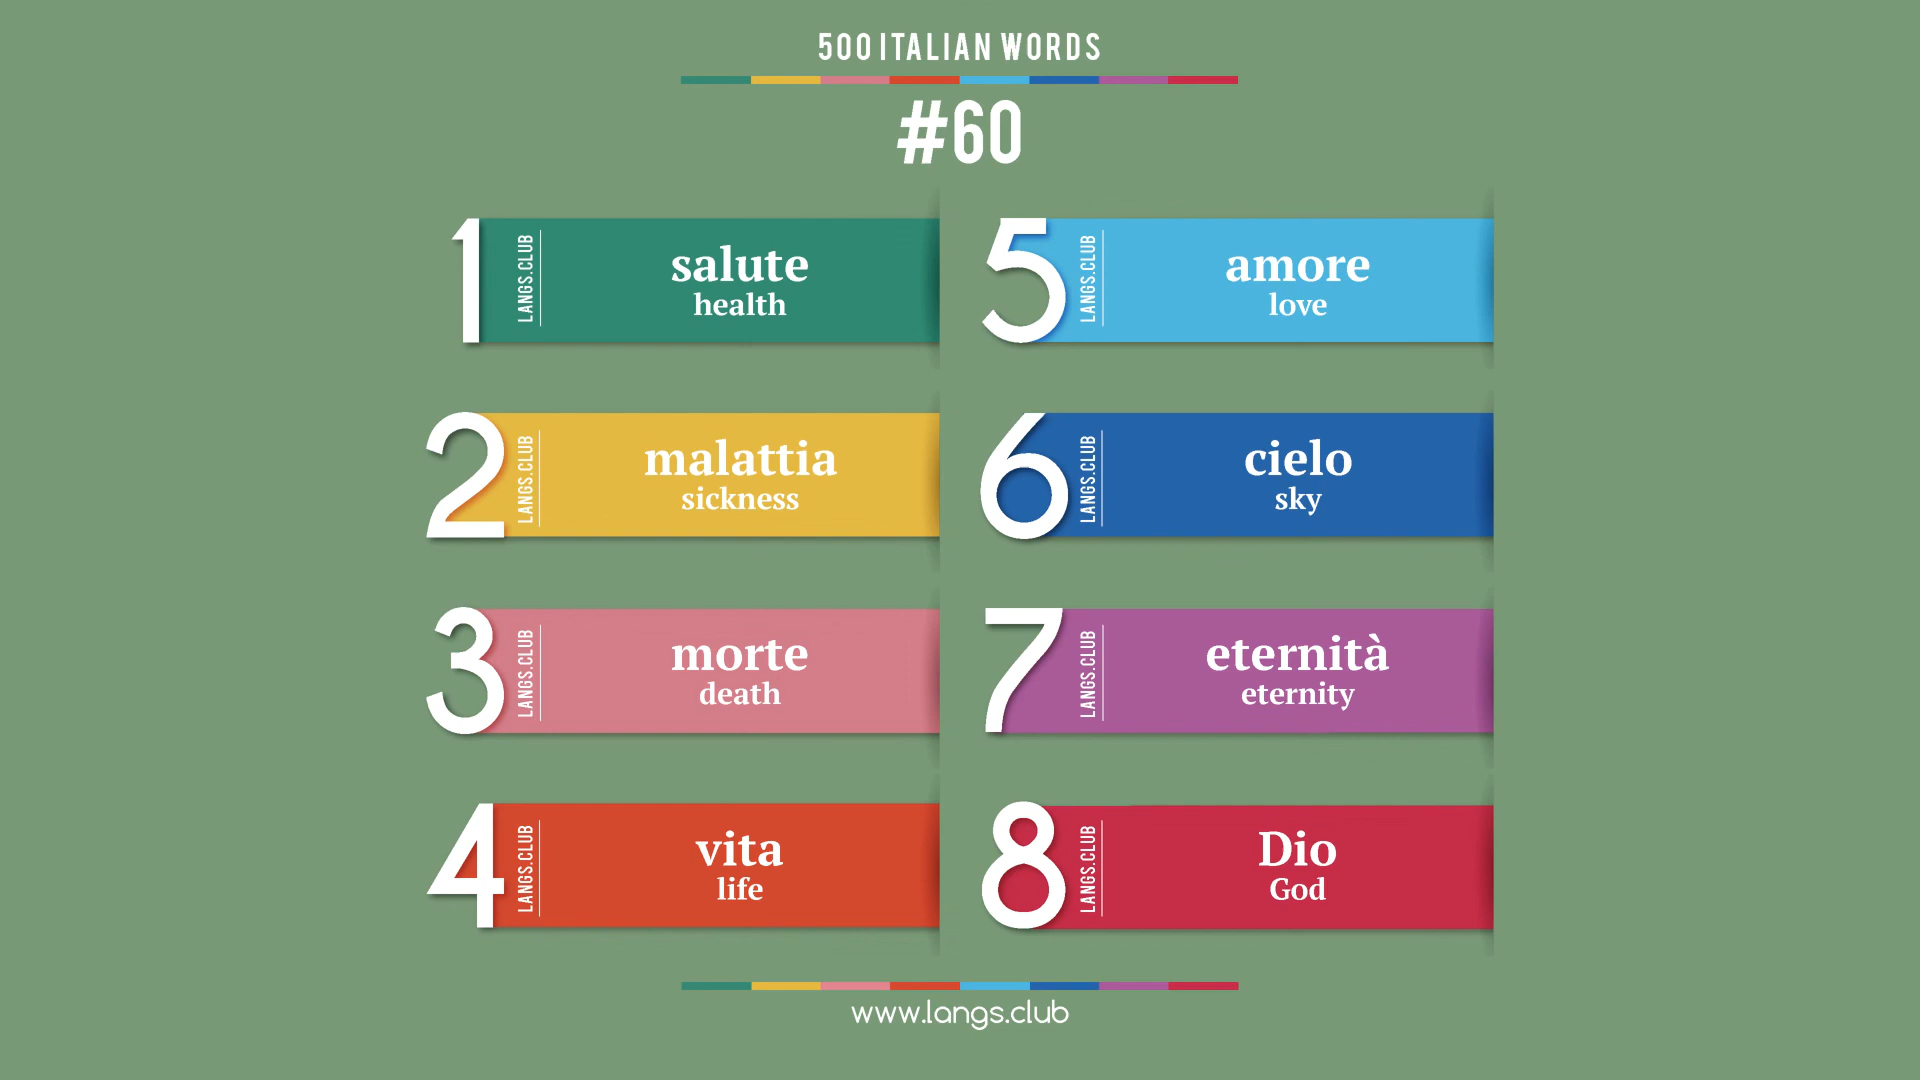 500 ITALIAN WORDS
#60
1
LANGS.CLUB
salute
health
2
LANGS.CLUB
malattia
sickness
3
LANGS.CLUB
morte
death
4
LANGS.CLUB
vita
life
5
LANGS.CLUB
amore
love
6
LANGS.CLUB
cielo
sky
7
LANGS.CLUB
eternità
eternity
8
LANGS.CLUB
Dio
God
www.langs.club